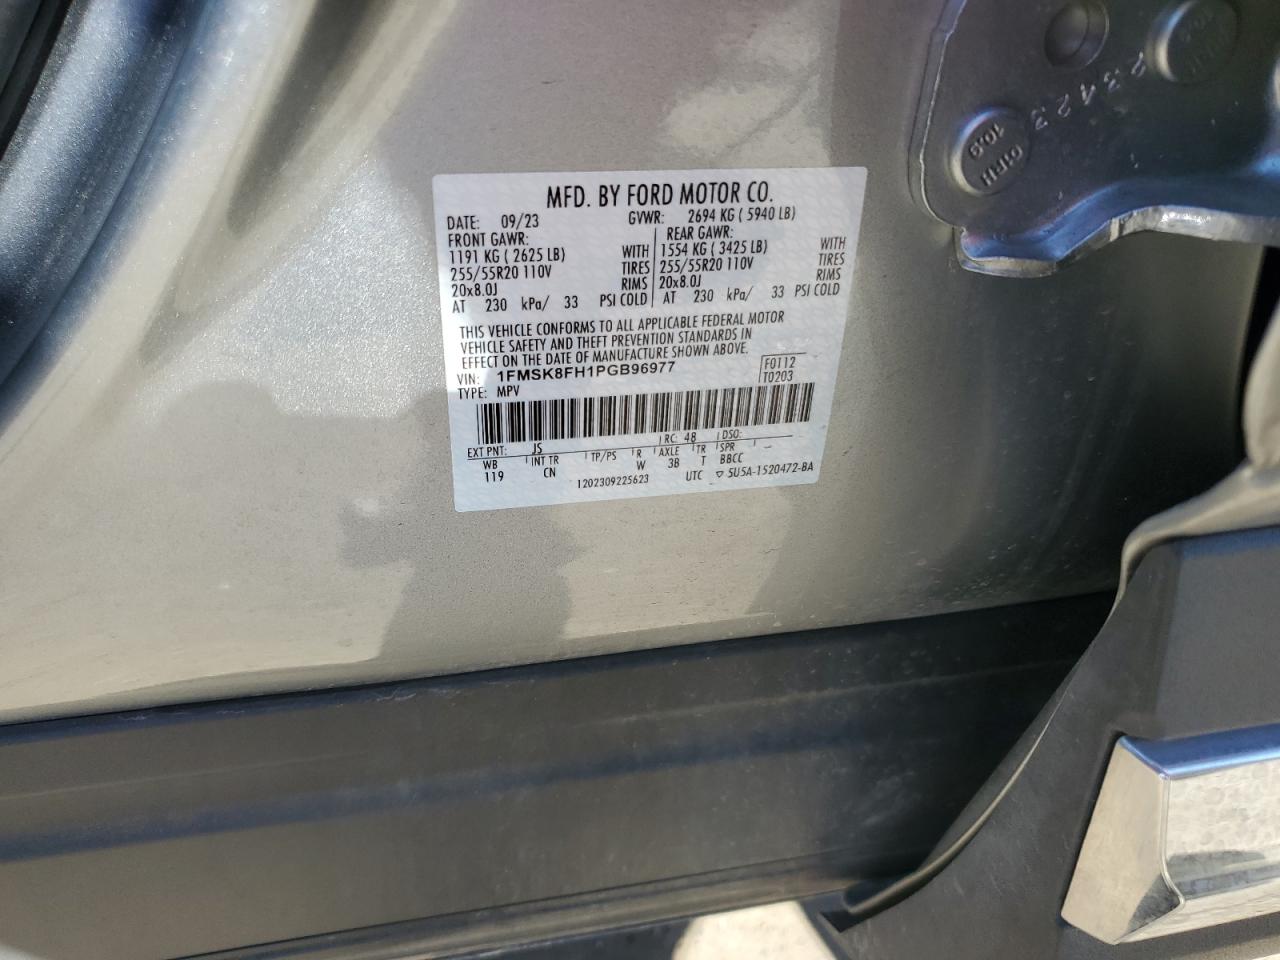 MFD. BY FORD MOTOR CO.
DATE: 09/23 GVWR: 2694 KG ( 5940 LB)
FRONT GAWR: REAR GAWR:
1191 KG ( 2625 LB) WITH 1554 KG ( 3425 LB) WITH
255/55R20 110V TIRES 255/55R20 110V TIRES
20x8.0J RIMS 20x8.0J RIMS
AT 230 kPa/ 33 PSI COLD AT 230 kPa/ 33 PSI COLD
THIS VEHICLE CONFORMS TO ALL APPLICABLE FEDERAL MOTOR
VEHICLE SAFETY AND THEFT PREVENTION STANDARDS IN
EFFECT ON THE DATE OF MANUFACTURE SHOWN ABOVE.
VIN: 1FMSK8FH1PGB96977 F0112
TYPE: MPV T0203
EXT PNT: JS RC: 48 DSO:
WB INT TR TP/PS R AXLE TR SPR
119 CN W 3B T BBCC
1202309225623 UTC ▽ 5U5A-1520472-BA
23423
10.9
01RH